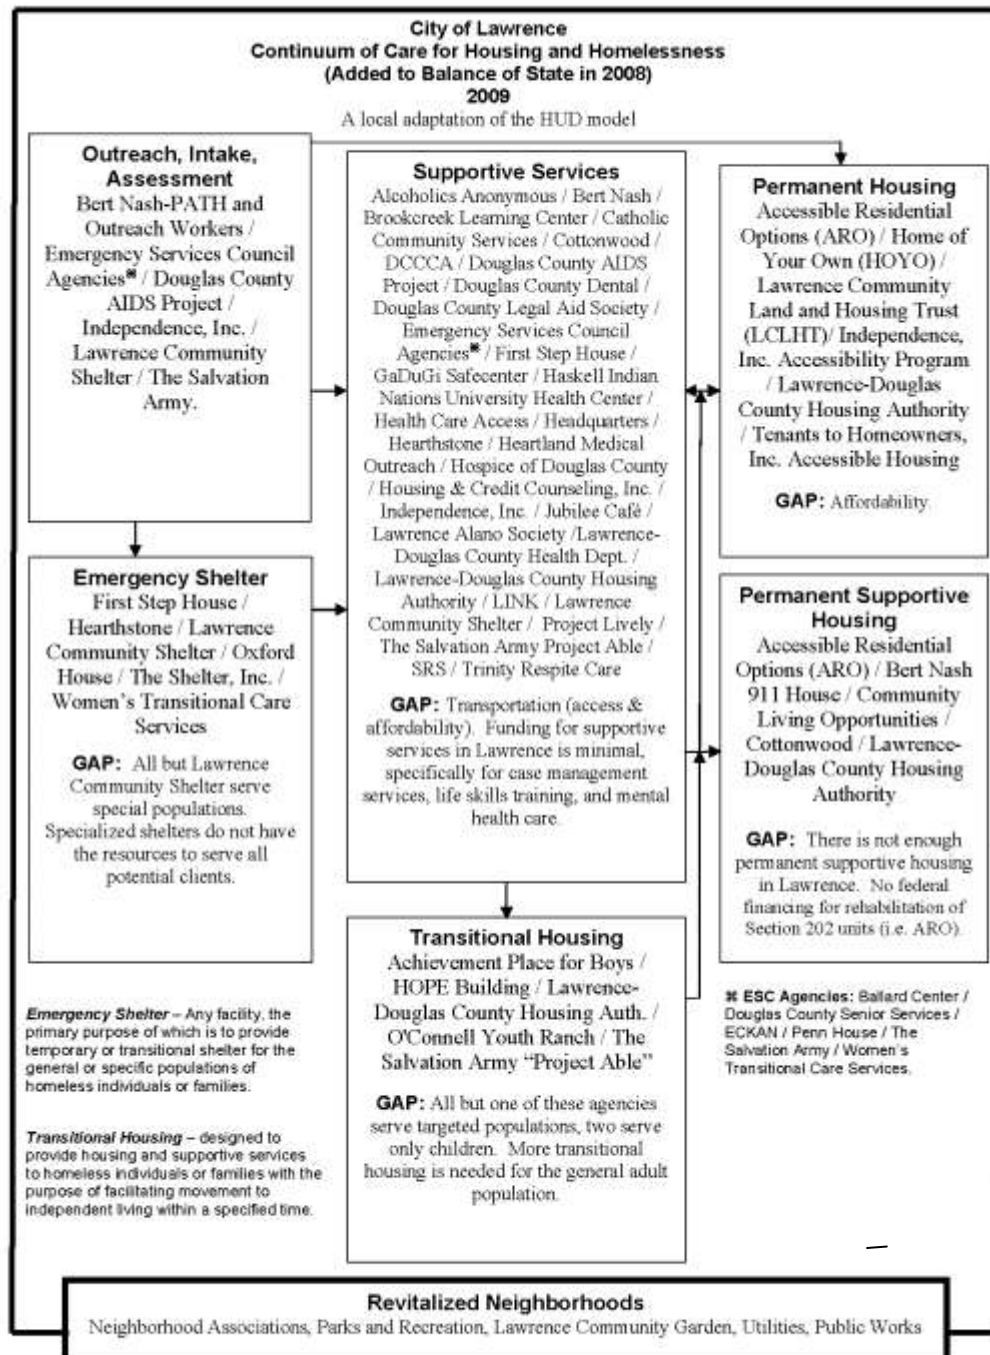 City of Lawrence
Continuum of Care for Housing and Homelessness
(Added to Balance of State in 2008)
2009
A local adaptation of the HUD model
Outreach, Intake,
Assessment
Bert Nash-PATH and
Outreach Workers /
Emergency Services Council
Agencies⌘ / Douglas County
AIDS Project /
Independence, Inc. /
Lawrence Community
Shelter / The Salvation
Army.
Emergency Shelter
First Step House /
Hearthstone / Lawrence
Community Shelter / Oxford
House / The Shelter, Inc. /
Women's Transitional Care
Services
GAP: All but Lawrence
Community Shelter serve
special populations.
Specialized shelters do not have
the resources to serve all
potential clients.
Emergency Shelter – Any facility, the
primary purpose of which is to provide
temporary or transitional shelter for the
general or specific populations of
homeless individuals or families.
Transitional Housing – designed to
provide housing and supportive services
to homeless individuals or families with the
purpose of facilitating movement to
independent living within a specified time.
Supportive Services
Alcoholics Anonymous / Bert Nash /
Brookcreek Learning Center / Catholic
Community Services / Cottonwood /
DCCCA / Douglas County AIDS
Project / Douglas County Dental /
Douglas County Legal Aid Society /
Emergency Services Council
Agencies⌘ / First Step House /
GaDuGi Safecenter / Haskell Indian
Nations University Health Center /
Health Care Access / Headquarters /
Hearthstone / Heartland Medical
Outreach / Hospice of Douglas County
/ Housing & Credit Counseling, Inc. /
Independence, Inc. / Jubilee Café /
Lawrence Alano Society /Lawrence-
Douglas County Health Dept. /
Lawrence-Douglas County Housing
Authority / LINK / Lawrence
Community Shelter / Project Lively /
The Salvation Army Project Able /
SRS / Trinity Respite Care
GAP: Transportation (access &
affordability). Funding for supportive
services in Lawrence is minimal,
specifically for case management
services, life skills training, and mental
health care.
Transitional Housing
Achievement Place for Boys /
HOPE Building / Lawrence-
Douglas County Housing Auth. /
O'Connell Youth Ranch / The
Salvation Army "Project Able"
GAP: All but one of these agencies
serve targeted populations, two serve
only children. More transitional
housing is needed for the general adult
population.
Permanent Housing
Accessible Residential
Options (ARO) / Home of
Your Own (HOYO) /
Lawrence Community
Land and Housing Trust
(LCLHT)/ Independence,
Inc. Accessibility Program
/ Lawrence-Douglas
County Housing Authority
/ Tenants to Homeowners,
Inc. Accessible Housing
GAP: Affordability.
Permanent Supportive
Housing
Accessible Residential
Options (ARO) / Bert Nash
911 House / Community
Living Opportunities /
Cottonwood / Lawrence-
Douglas County Housing
Authority
GAP: There is not enough
permanent supportive housing
in Lawrence. No federal
financing for rehabilitation of
Section 202 units (i.e. ARO).
⌘ ESC Agencies: Ballard Center /
Douglas County Senior Services /
ECKAN / Penn House / The
Salvation Army / Women's
Transitional Care Services.
Revitalized Neighborhoods
Neighborhood Associations, Parks and Recreation, Lawrence Community Garden, Utilities, Public Works